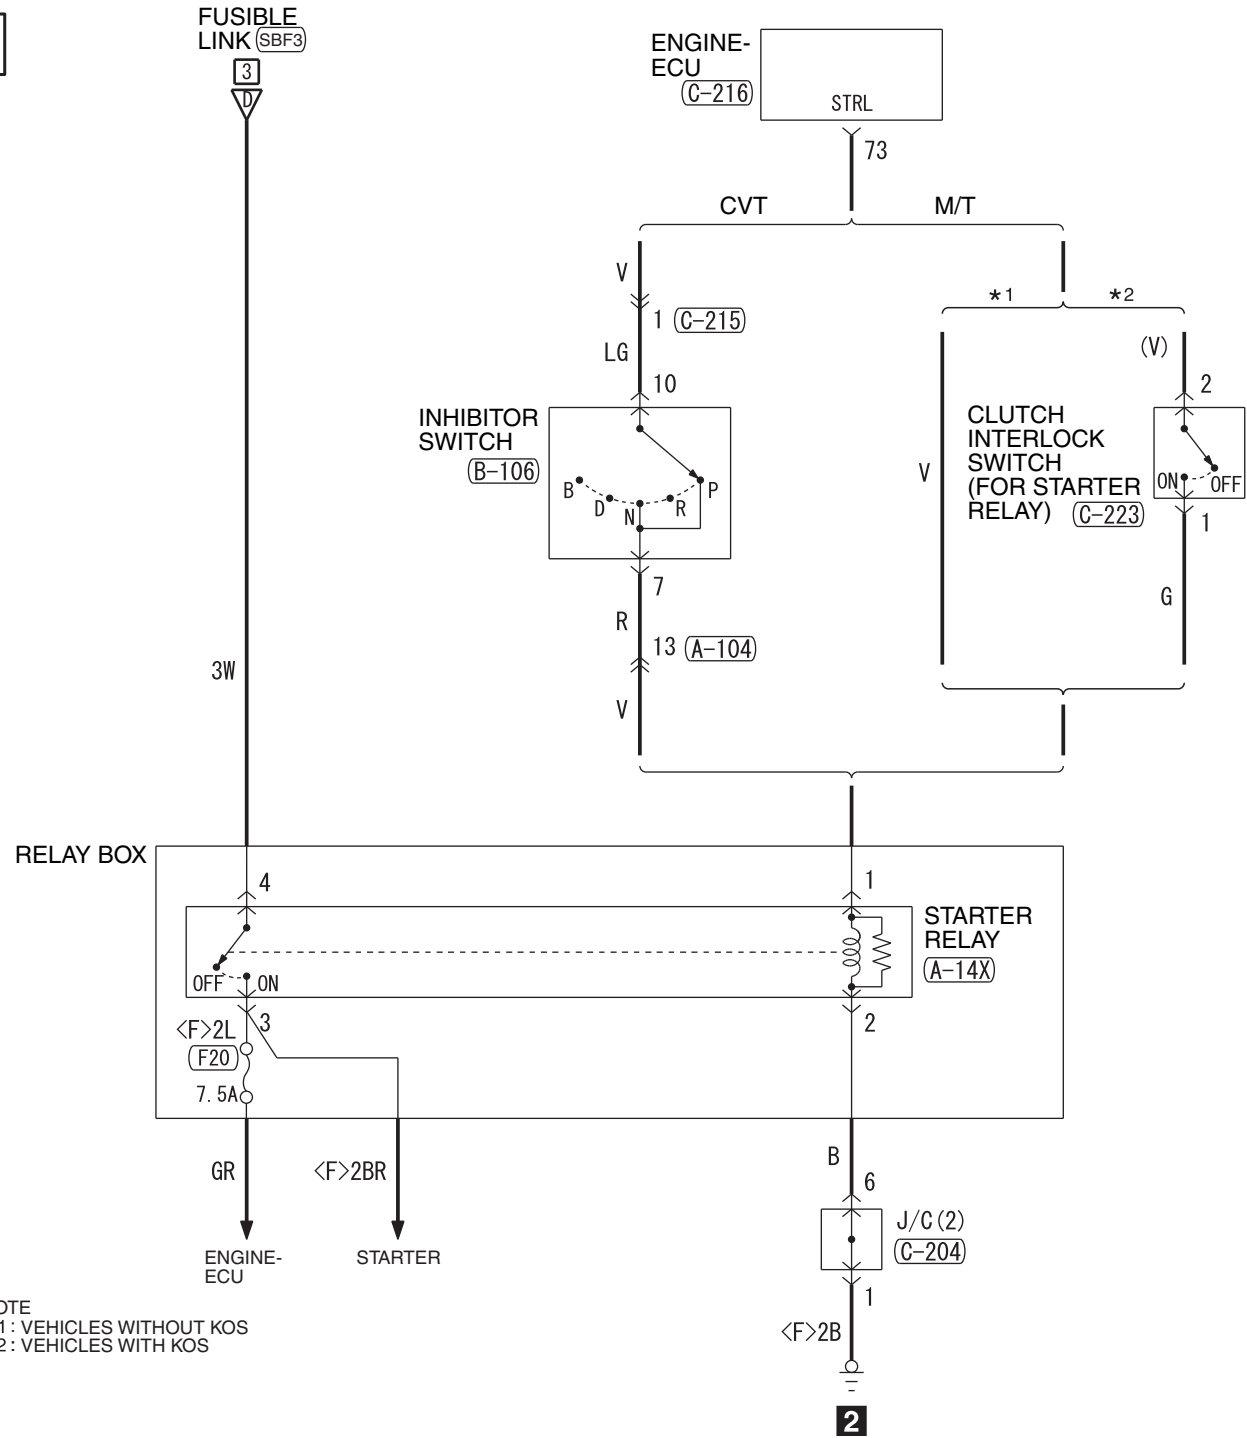 FUSIBLE
LINK SBF3
3
D
ENGINE-
ECU
C-216
STRL
73
CVT
M/T
V
1 C-215
LG
10
INHIBITOR
SWITCH
B-106
B
D
N
R
P
7
R
13 A-104
V
*1
*2
V
(V)
2
CLUTCH
INTERLOCK
SWITCH
(FOR STARTER
RELAY) C-223
ON
OFF
1
G
3W
RELAY BOX
4
1
STARTER
RELAY
A-14X
OFF
ON
3
2
<F>2L
F20
7.5A
GR
<F>2BR
ENGINE-
ECU
STARTER
B
6
J/C(2)
C-204
1
<F>2B
2
OTE
1 : VEHICLES WITHOUT KOS
2 : VEHICLES WITH KOS